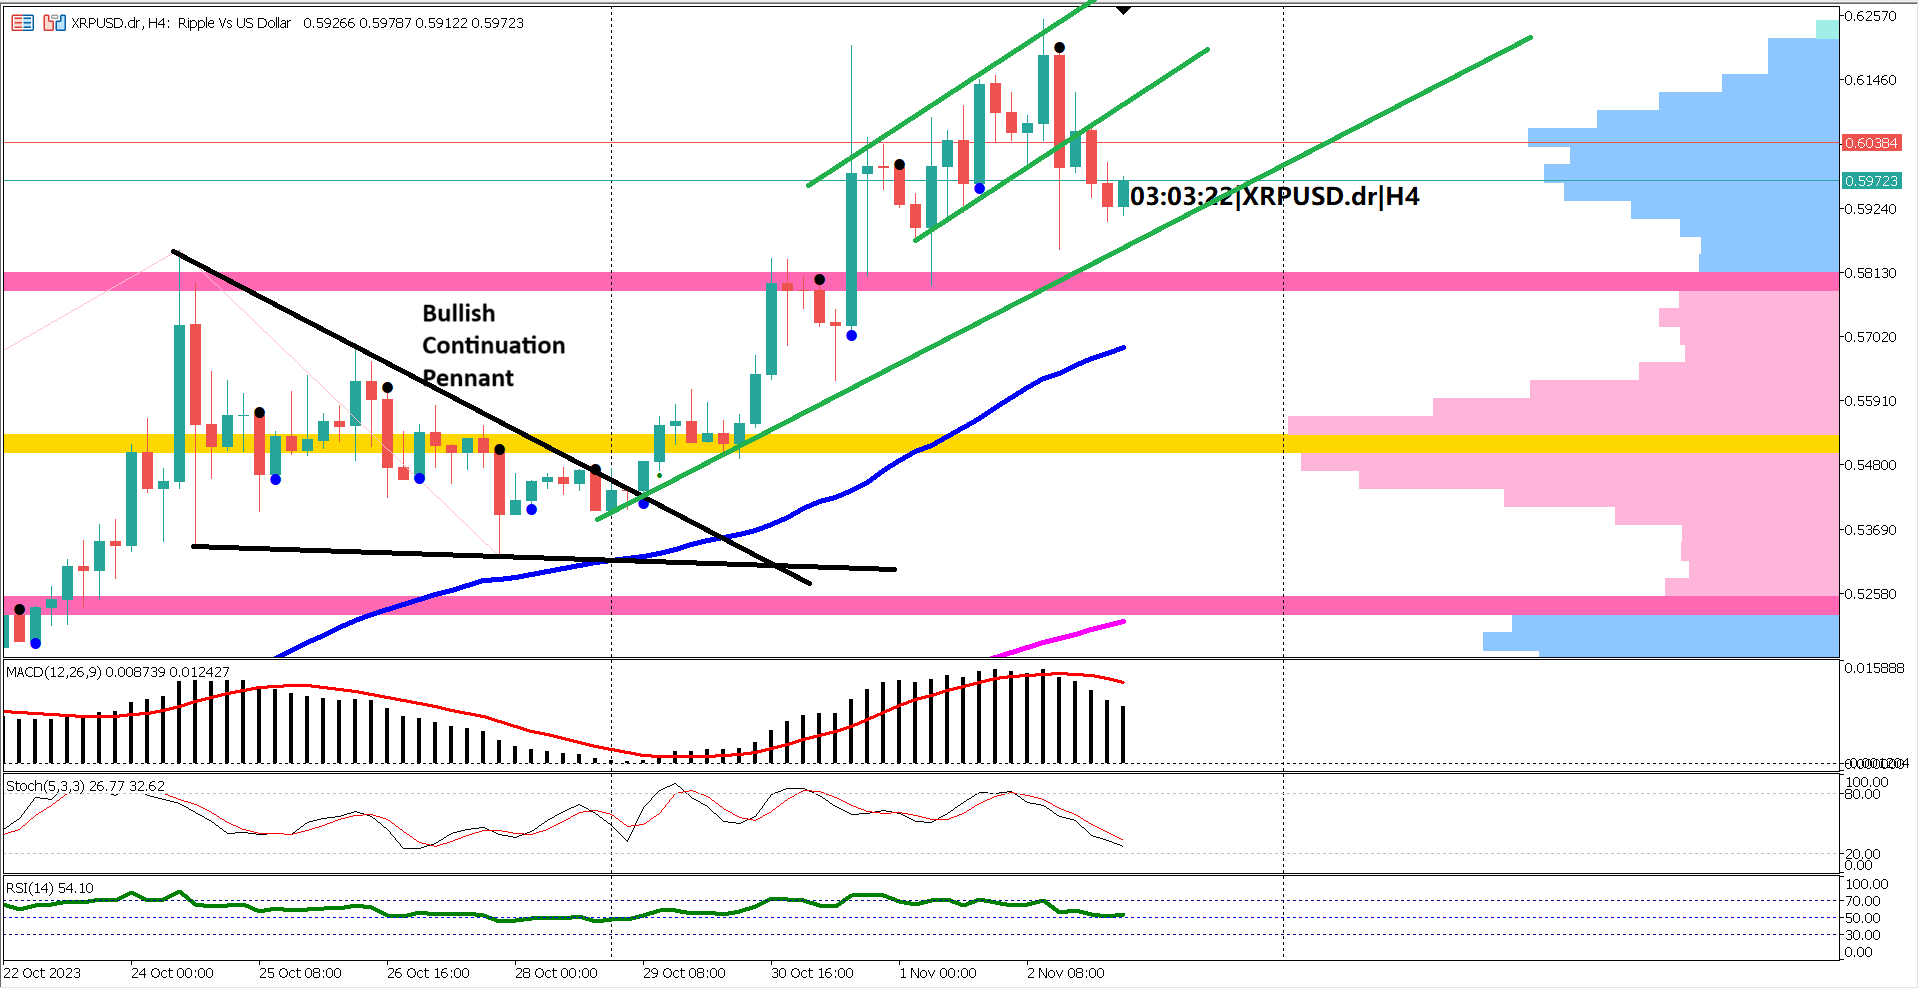 XRPUSD.dr, H4: Ripple Vs US Dollar 0.59266 0.59787 0.59122 0.59723
0.62570
0.61460
0.60384
0.59723
03:03:22|XRPUSD.dr|H4
0.59240
0.58130
Bullish
Continuation
Pennant
0.57020
0.55910
0.54800
0.53690
0.52580
MACD(12,26,9) 0.008739 0.012427
0.015888
Stoch(5,3,3) 26.77 32.62
100.00
80.00
20.00
0.00
RSI(14) 54.10
100.00
70.00
50.00
30.00
0.00
22 Oct 2023 24 Oct 00:00 25 Oct 08:00 26 Oct 16:00 28 Oct 00:00 29 Oct 08:00 30 Oct 16:00 1 Nov 00:00 2 Nov 08:00